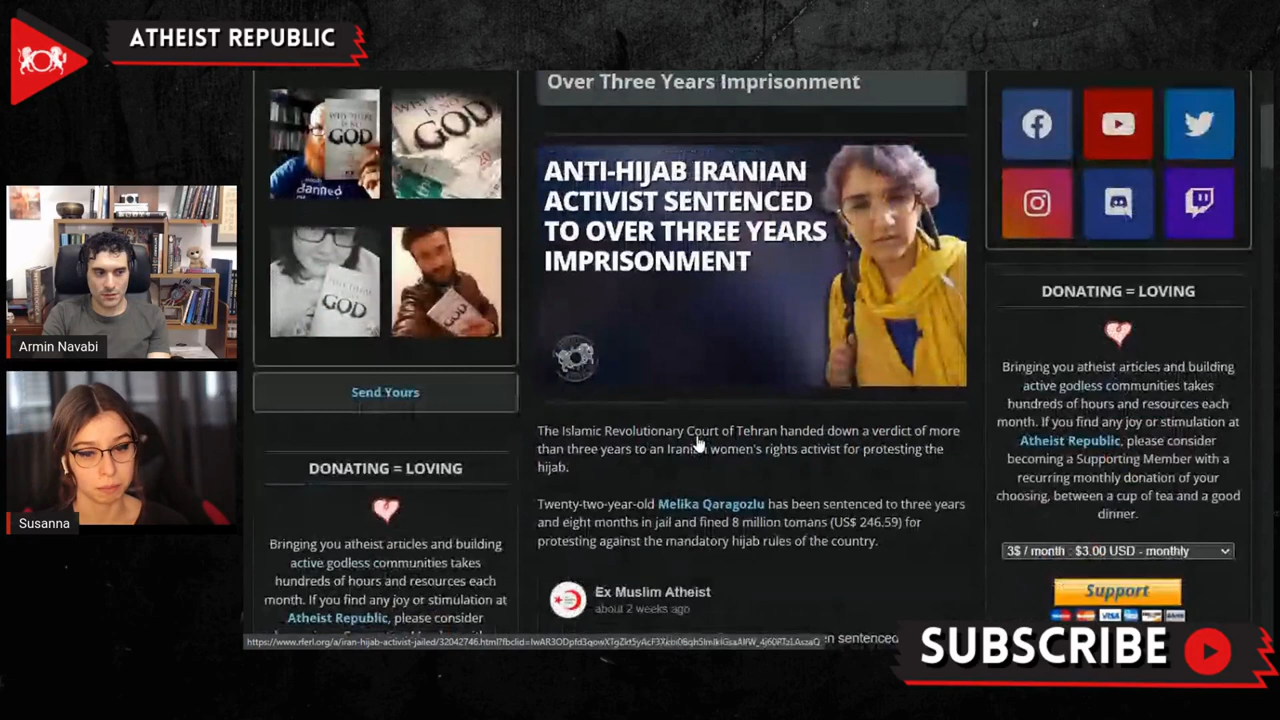 ATHEIST REPUBLIC
Armin Navabi
Susanna
GOD
GOD
GOD
GOD
Send Yours
DONATING = LOVING
Bringing you atheist articles and building
active godless communities takes
hundreds of hours and resources each
month. If you find any joy or stimulation at
Atheist Republic, please consider
Over Three Years Imprisonment
ANTI-HIJAB IRANIAN
ACTIVIST SENTENCED
TO OVER THREE YEARS
IMPRISONMENT
The Islamic Revolutionary Court of Tehran handed down a verdict of more
than three years to an Iranian women's rights activist for protesting the
hijab.
Twenty-two-year-old Melika Qaragozlu has been sentenced to three years
and eight months in jail and fined 8 million tomans (US$ 246.59) for
protesting against the mandatory hijab rules of the country.
Ex Muslim Atheist
about 2 weeks ago
sentenced
DONATING = LOVING
Bringing you atheist articles and building
active godless communities takes
hundreds of hours and resources each
month. If you find any joy or stimulation at
Atheist Republic, please consider
becoming a Supporting Member with a
recurring monthly donation of your
choosing, between a cup of tea and a good
dinner.
3$ / month : $3.00 USD - monthly
Support
SUBSCRIBE